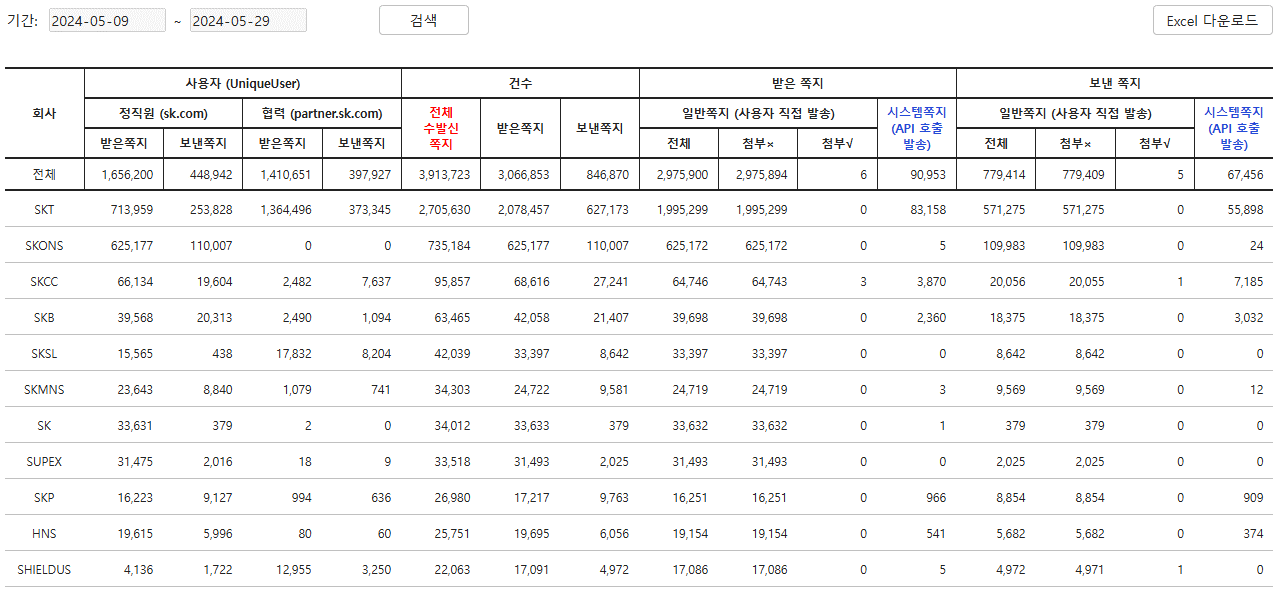 기간: 2024-05-09 ~ 2024-05-29 검색 Excel 다운로드
회사 사용자 (UniqueUser) 건수 받은 쪽지 보낸 쪽지
정직원 (sk.com) 협력 (partner.sk.com) 전체 수발신 쪽지 받은쪽지 보낸쪽지 일반쪽지 (사용자 직접 발송) 시스템쪽지 (API 호출 발송) 일반쪽지 (사용자 직접 발송) 시스템쪽지 (API 호출 발송)
받은쪽지 보낸쪽지 받은쪽지 보낸쪽지 전체 첨부× 첨부√ 전체 첨부× 첨부√
전체 1,656,200 448,942 1,410,651 397,927 3,913,723 3,066,853 846,870 2,975,900 2,975,894 6 90,953 779,414 779,409 5 67,456
SKT 713,959 253,828 1,364,496 373,345 2,705,630 2,078,457 627,173 1,995,299 1,995,299 0 83,158 571,275 571,275 0 55,898
SKONS 625,177 110,007 0 0 735,184 625,177 110,007 625,172 625,172 0 5 109,983 109,983 0 24
SKCC 66,134 19,604 2,482 7,637 95,857 68,616 27,241 64,746 64,743 3 3,870 20,056 20,055 1 7,185
SKB 39,568 20,313 2,490 1,094 63,465 42,058 21,407 39,698 39,698 0 2,360 18,375 18,375 0 3,032
SKSL 15,565 438 17,832 8,204 42,039 33,397 8,642 33,397 33,397 0 0 8,642 8,642 0 0
SKMNS 23,643 8,840 1,079 741 34,303 24,722 9,581 24,719 24,719 0 3 9,569 9,569 0 12
SK 33,631 379 2 0 34,012 33,633 379 33,632 33,632 0 1 379 379 0 0
SUPEX 31,475 2,016 18 9 33,518 31,493 2,025 31,493 31,493 0 0 2,025 2,025 0 0
SKP 16,223 9,127 994 636 26,980 17,217 9,763 16,251 16,251 0 966 8,854 8,854 0 909
HNS 19,615 5,996 80 60 25,751 19,695 6,056 19,154 19,154 0 541 5,682 5,682 0 374
SHIELDUS 4,136 1,722 12,955 3,250 22,063 17,091 4,972 17,086 17,086 0 5 4,972 4,971 1 0